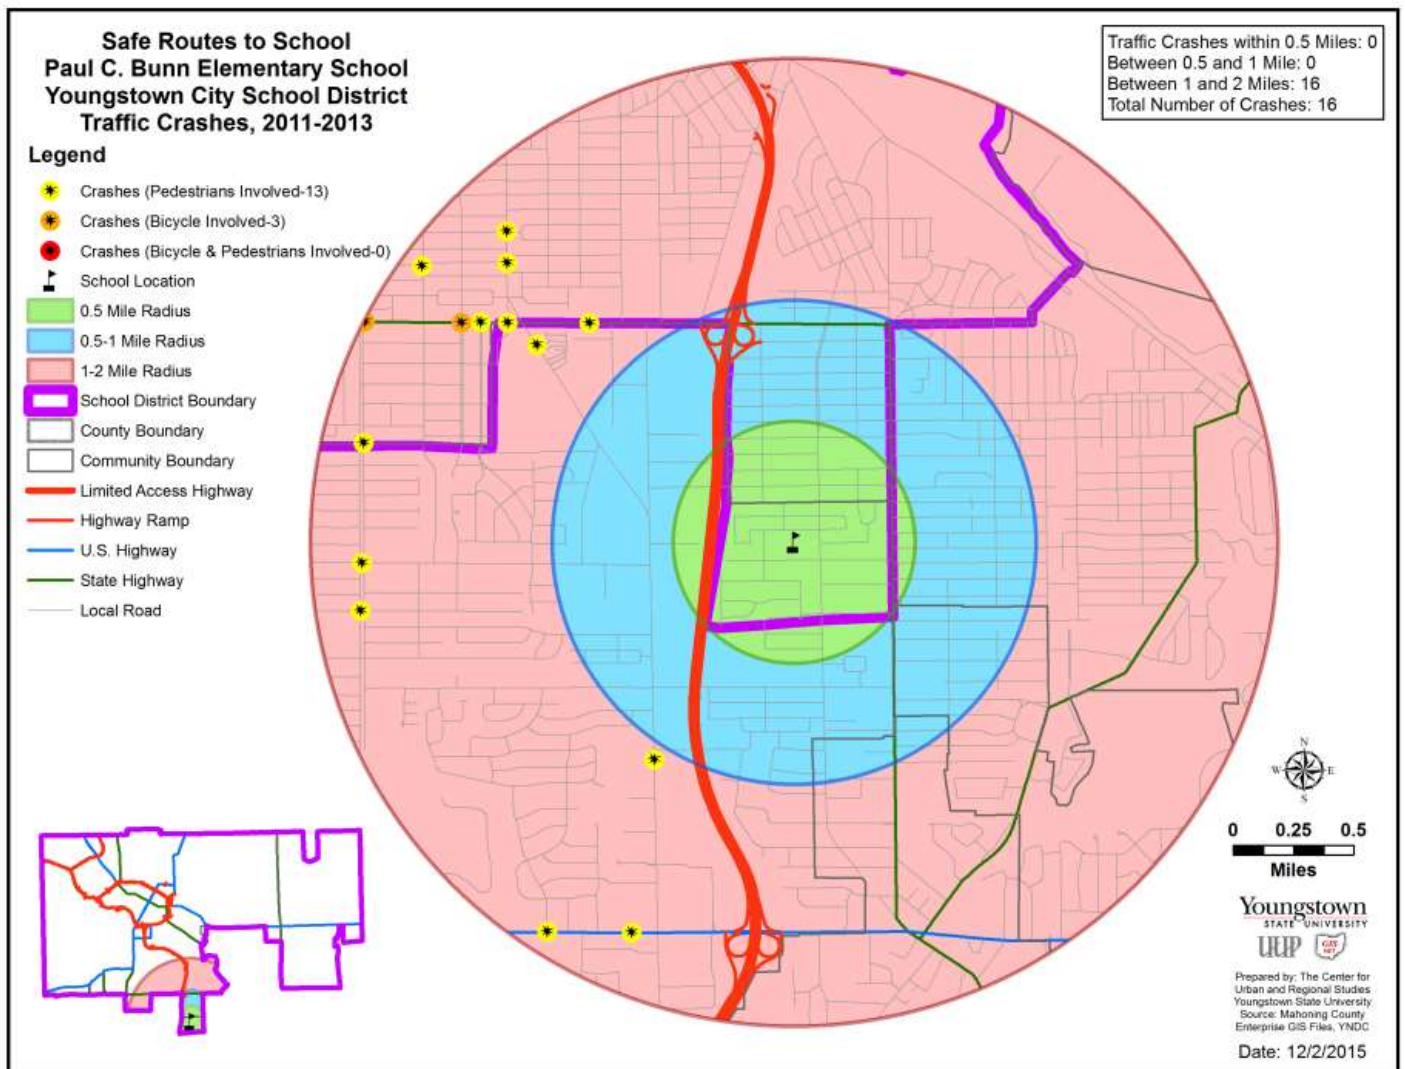 Safe Routes to School
Paul C. Bunn Elementary School
Youngstown City School District
Traffic Crashes, 2011-2013
Traffic Crashes within 0.5 Miles: 0
Between 0.5 and 1 Mile: 0
Between 1 and 2 Miles: 16
Total Number of Crashes: 16
Legend
Crashes (Pedestrians Involved-13)
Crashes (Bicycle Involved-3)
Crashes (Bicycle & Pedestrians Involved-0)
School Location
0.5 Mile Radius
0.5-1 Mile Radius
1-2 Mile Radius
School District Boundary
County Boundary
Community Boundary
Limited Access Highway
Highway Ramp
U.S. Highway
State Highway
Local Road
N
W E
S
0 0.25 0.5
Miles
Youngstown
STATE UNIVERSITY
Prepared by: The Center for
Urban and Regional Studies
Youngstown State University
Source: Mahoning County
Enterprise GIS Files, YNDC
Date: 12/2/2015